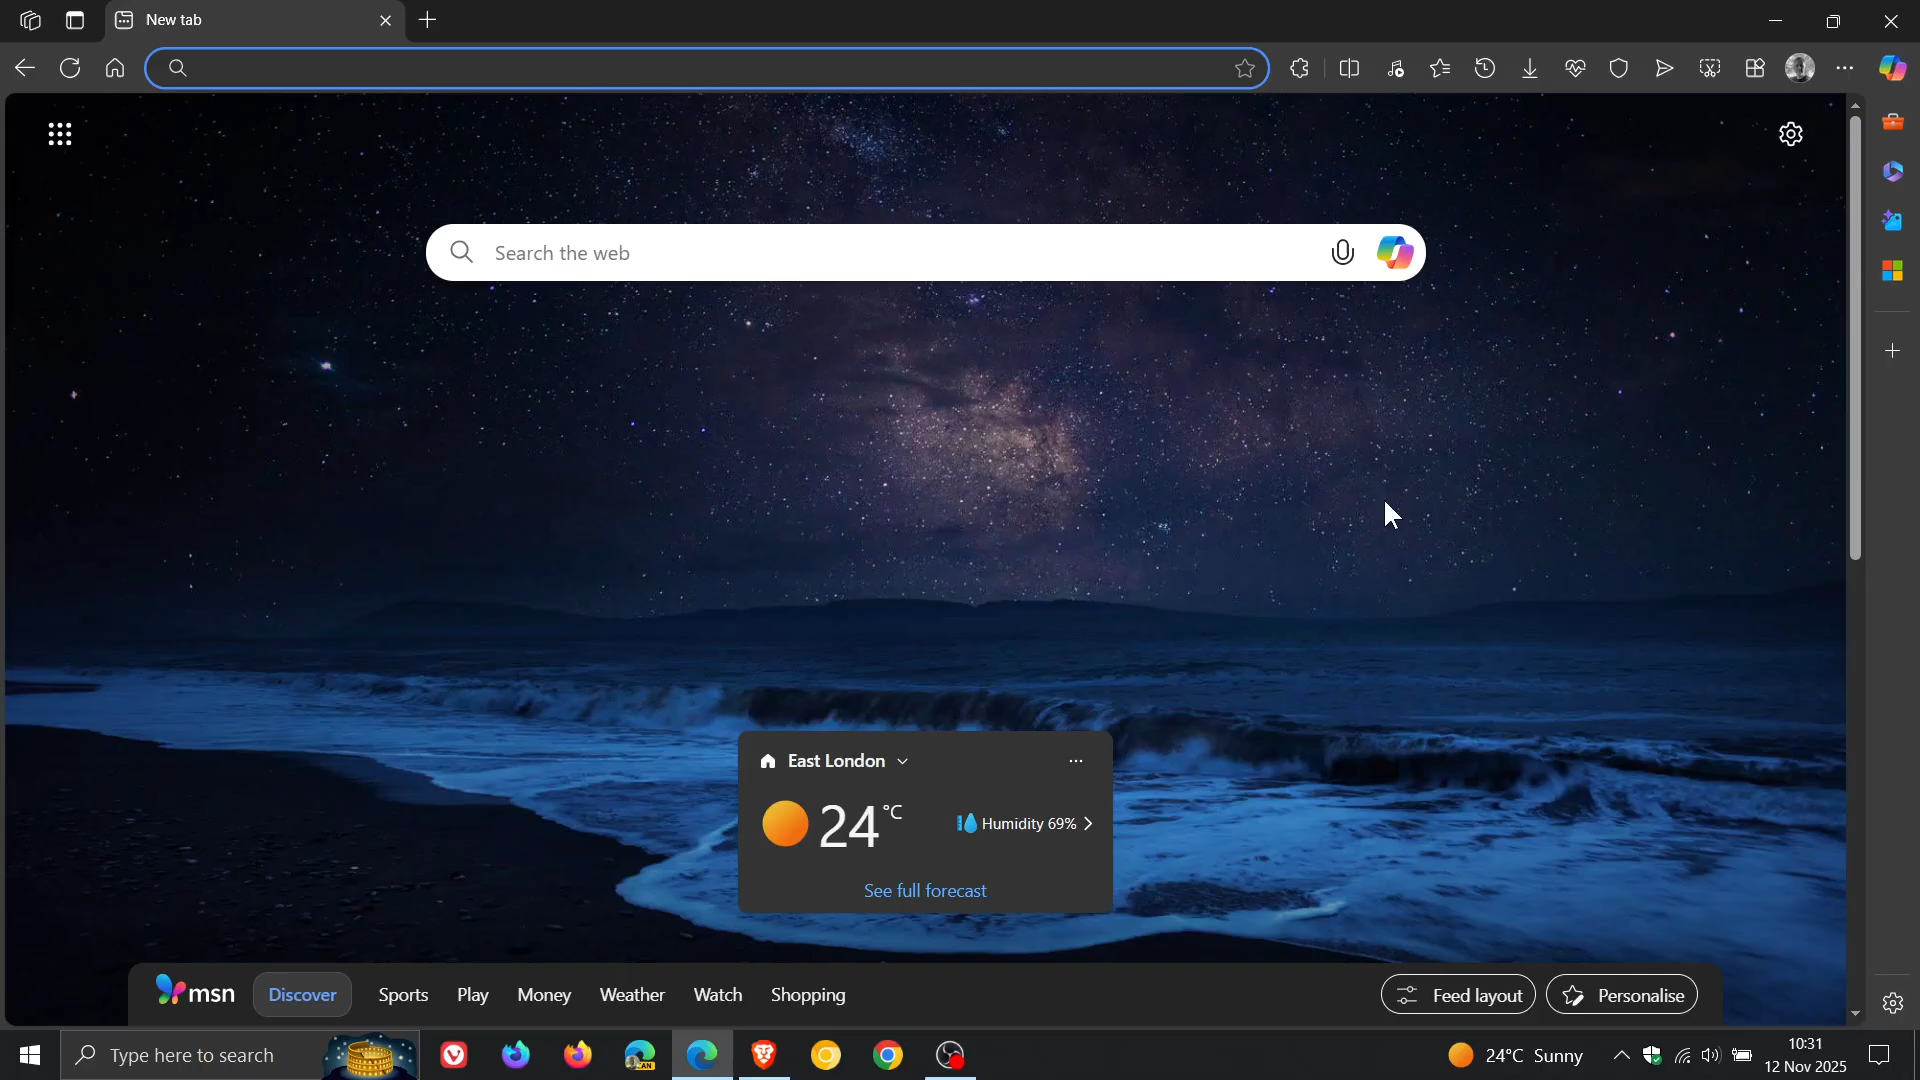 New tab
Search the web
East London
24 °C
Humidity 69%
See full forecast
msn
Discover
Sports
Play
Money
Weather
Watch
Shopping
Feed layout
Personalise
Type here to search
CAN
24°C Sunny
10:31
12 Nov 2025